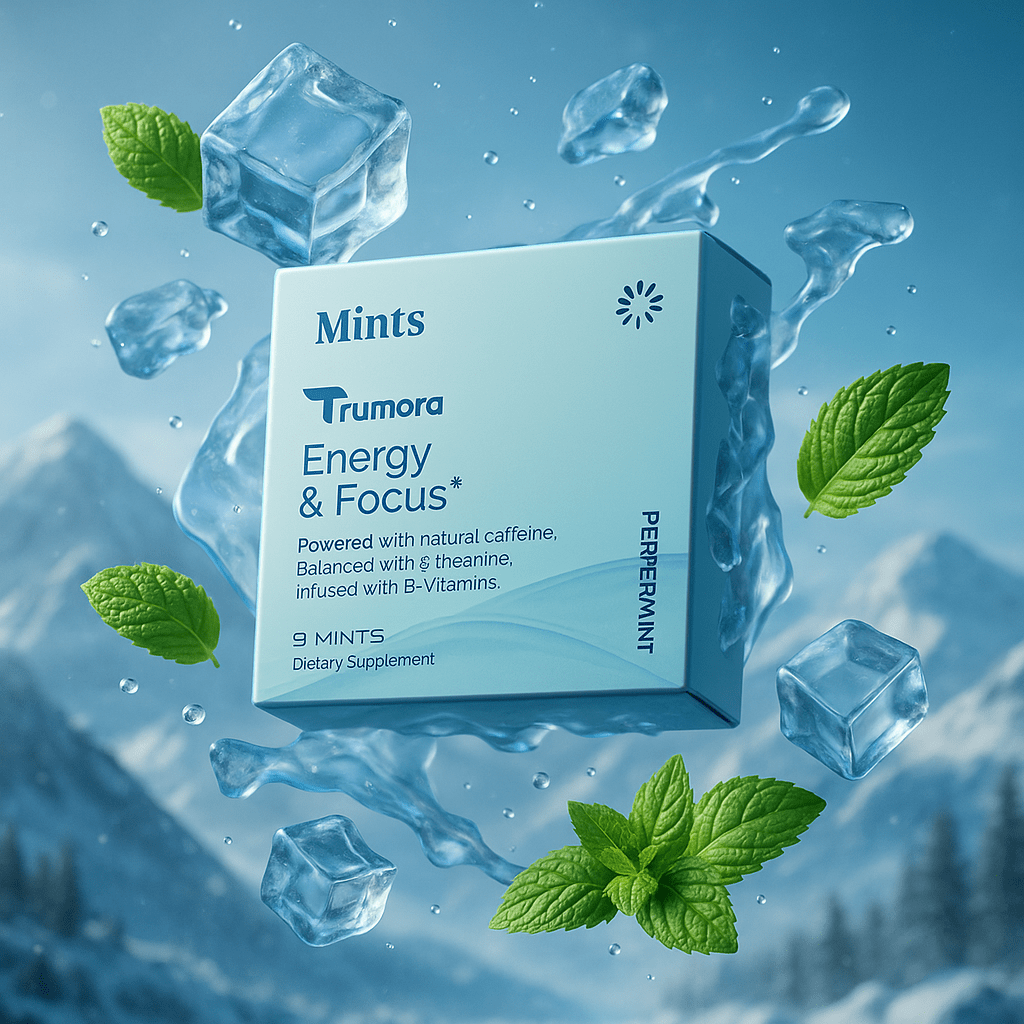 Mints
Trumora
Energy
& Focus*
Powered with natural caffeine,
Balanced with theanine,
infused with B-Vitamins.
9 MINTS
Dietary Supplement
PERPERMINT